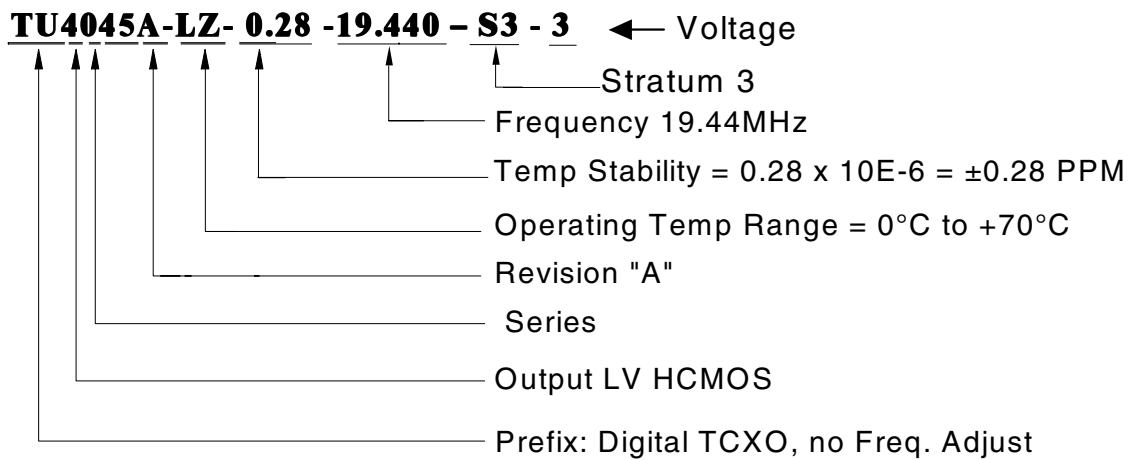 TU4045A-LZ- 0.28 -19.440 – S3 - 3 Voltage
Stratum 3
Frequency 19.44MHz
Temp Stability = 0.28 x 10E-6 = ±0.28 PPM
Operating Temp Range = 0°C to +70°C
Revision "A"
Series
Output LV HCMOS
Prefix: Digital TCXO, no Freq. Adjust